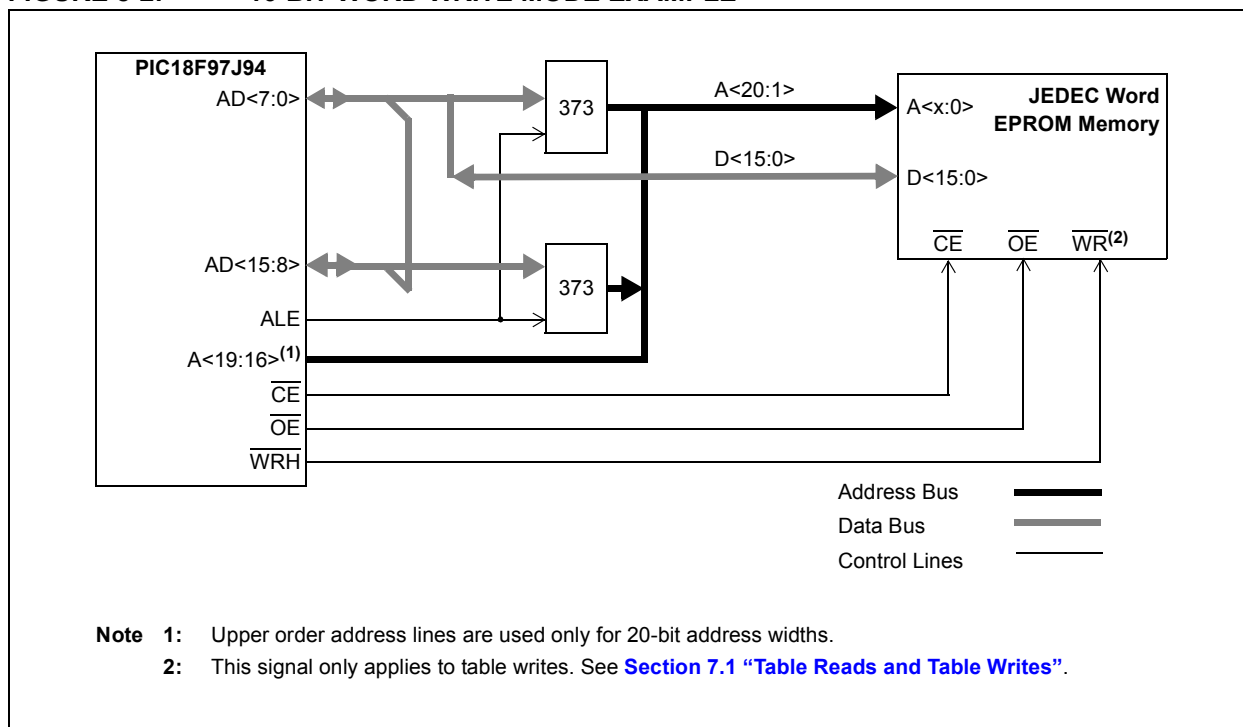 PIC18F97J94
AD<7:0>
373
A<20:1>
A<x:0>
JEDEC Word
EPROM Memory
D<15:0>
D<15:0>
CE
OE
WR(2)
AD<15:8>
373
ALE
A<19:16>(1)
CE
OE
WRH
Address Bus
Data Bus
Control Lines
Note 1: Upper order address lines are used only for 20-bit address widths.
2: This signal only applies to table writes. See Section 7.1 “Table Reads and Table Writes”.